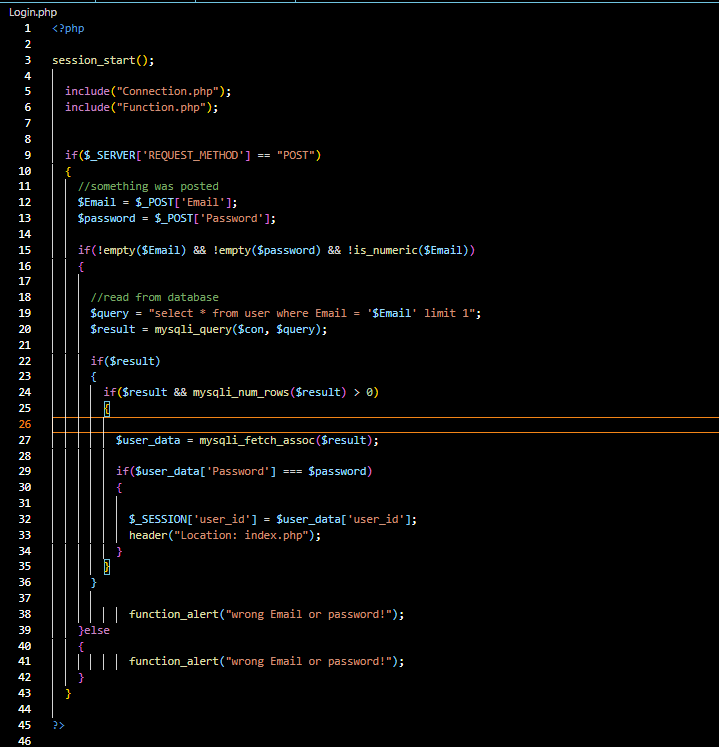 Login.php
1 <?php
2
3 session_start();
4
5 include("Connection.php");
6 include("Function.php");
7
8
9 if($_SERVER['REQUEST_METHOD'] == "POST")
10 {
11 //something was posted
12 $Email = $_POST['Email'];
13 $password = $_POST['Password'];
14
15 if(!empty($Email) && !empty($password) && !is_numeric($Email))
16 {
17
18 //read from database
19 $query = "select * from user where Email = '$Email' limit 1";
20 $result = mysqli_query($con, $query);
21
22 if($result)
23 {
24 if($result && mysqli_num_rows($result) > 0)
25 {
26
27 $user_data = mysqli_fetch_assoc($result);
28
29 if($user_data['Password'] === $password)
30 {
31
32 $_SESSION['user_id'] = $user_data['user_id'];
33 header("Location: index.php");
34 }
35 }
36 }
37
38 function_alert("wrong Email or password!");
39 }else
40 {
41 function_alert("wrong Email or password!");
42 }
43 }
44
45 ?>
46